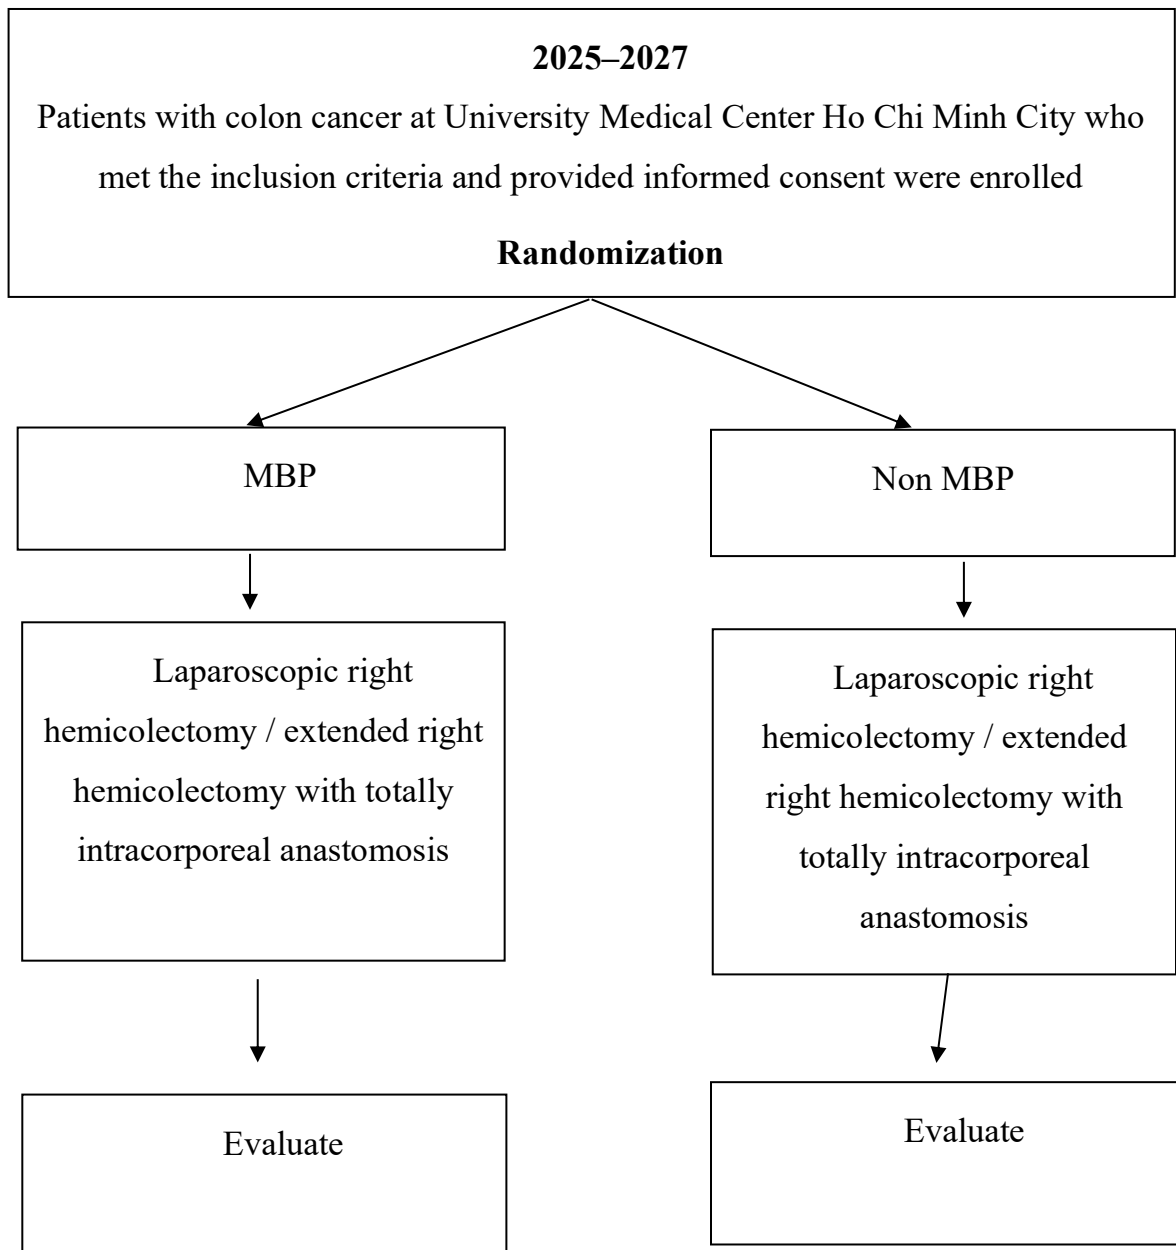 2025–2027
Patients with colon cancer at University Medical Center Ho Chi Minh City who
met the inclusion criteria and provided informed consent were enrolled
Randomization
MBP
Non MBP
Laparoscopic right
hemicolectomy / extended right
hemicolectomy with totally
intracorporeal anastomosis
Laparoscopic right
hemicolectomy / extended
right hemicolectomy with
totally intracorporeal
anastomosis
Evaluate
Evaluate